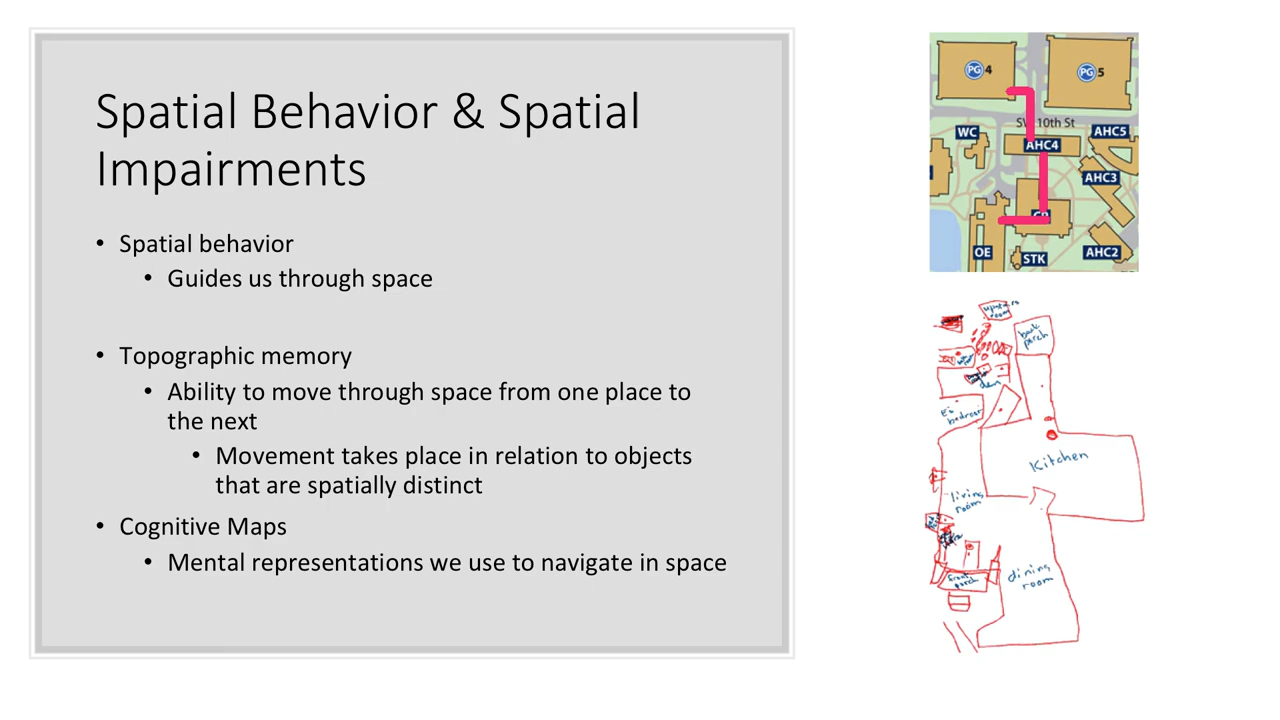 Spatial Behavior & Spatial
Impairments
• Spatial behavior
• Guides us through space
• Topographic memory
• Ability to move through space from one place to
the next
• Movement takes place in relation to objects
that are spatially distinct
• Cognitive Maps
• Mental representations we use to navigate in space
PG 4
PG 5
10th St
WC
AHC4
AHC5
AHC3
OE
STK
AHC2
room
back
porch
den
E's
bedroom
Kitchen
living
room
front
porch
dining
room